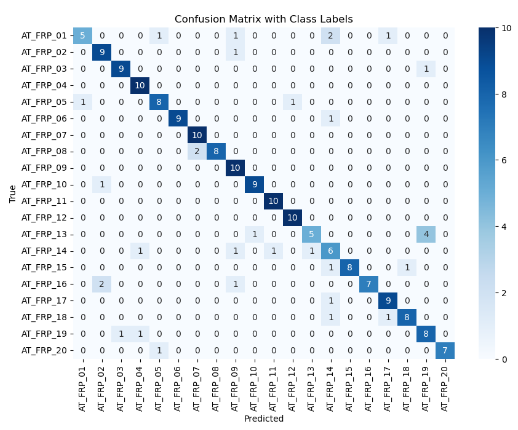 Confusion Matrix with Class Labels
AT_FRP_01 5 0 0 0 1 0 0 0 1 0 0 0 0 2 0 0 1 0 0 0
AT_FRP_02 0 9 0 0 0 0 0 0 1 0 0 0 0 0 0 0 0 0 0 0
AT_FRP_03 0 0 9 0 0 0 0 0 0 0 0 0 0 0 0 0 0 0 1 0
AT_FRP_04 0 0 0 10 0 0 0 0 0 0 0 0 0 0 0 0 0 0 0 0
AT_FRP_05 1 0 0 0 8 0 0 0 0 0 0 1 0 0 0 0 0 0 0 0
AT_FRP_06 0 0 0 0 0 9 0 0 0 0 0 0 0 1 0 0 0 0 0 0
AT_FRP_07 0 0 0 0 0 0 10 0 0 0 0 0 0 0 0 0 0 0 0 0
AT_FRP_08 0 0 0 0 0 0 2 8 0 0 0 0 0 0 0 0 0 0 0 0
AT_FRP_09 0 0 0 0 0 0 0 0 10 0 0 0 0 0 0 0 0 0 0 0
AT_FRP_10 0 1 0 0 0 0 0 0 0 9 0 0 0 0 0 0 0 0 0 0
AT_FRP_11 0 0 0 0 0 0 0 0 0 0 10 0 0 0 0 0 0 0 0 0
AT_FRP_12 0 0 0 0 0 0 0 0 0 0 0 10 0 0 0 0 0 0 0 0
AT_FRP_13 0 0 0 0 0 0 0 0 0 1 0 0 5 0 0 0 0 0 4 0
AT_FRP_14 0 0 0 1 0 0 0 0 1 0 1 0 1 6 0 0 0 0 0 0
AT_FRP_15 0 0 0 0 0 0 0 0 0 0 0 0 0 1 8 0 0 1 0 0
AT_FRP_16 0 2 0 0 0 0 0 0 1 0 0 0 0 0 0 7 0 0 0 0
AT_FRP_17 0 0 0 0 0 0 0 0 0 0 0 0 0 1 0 0 9 0 0 0
AT_FRP_18 0 0 0 0 0 0 0 0 0 0 0 0 0 1 0 0 1 8 0 0
AT_FRP_19 0 0 1 1 0 0 0 0 0 0 0 0 0 0 0 0 0 0 8 0
AT_FRP_20 0 0 0 0 1 0 0 0 0 0 0 0 0 0 0 0 0 0 0 7
True
AT_FRP_01 AT_FRP_02 AT_FRP_03 AT_FRP_04 AT_FRP_05 AT_FRP_06 AT_FRP_07 AT_FRP_08 AT_FRP_09 AT_FRP_10 AT_FRP_11 AT_FRP_12 AT_FRP_13 AT_FRP_14 AT_FRP_15 AT_FRP_16 AT_FRP_17 AT_FRP_18 AT_FRP_19 AT_FRP_20
Predicted
10
8
6
4
2
0